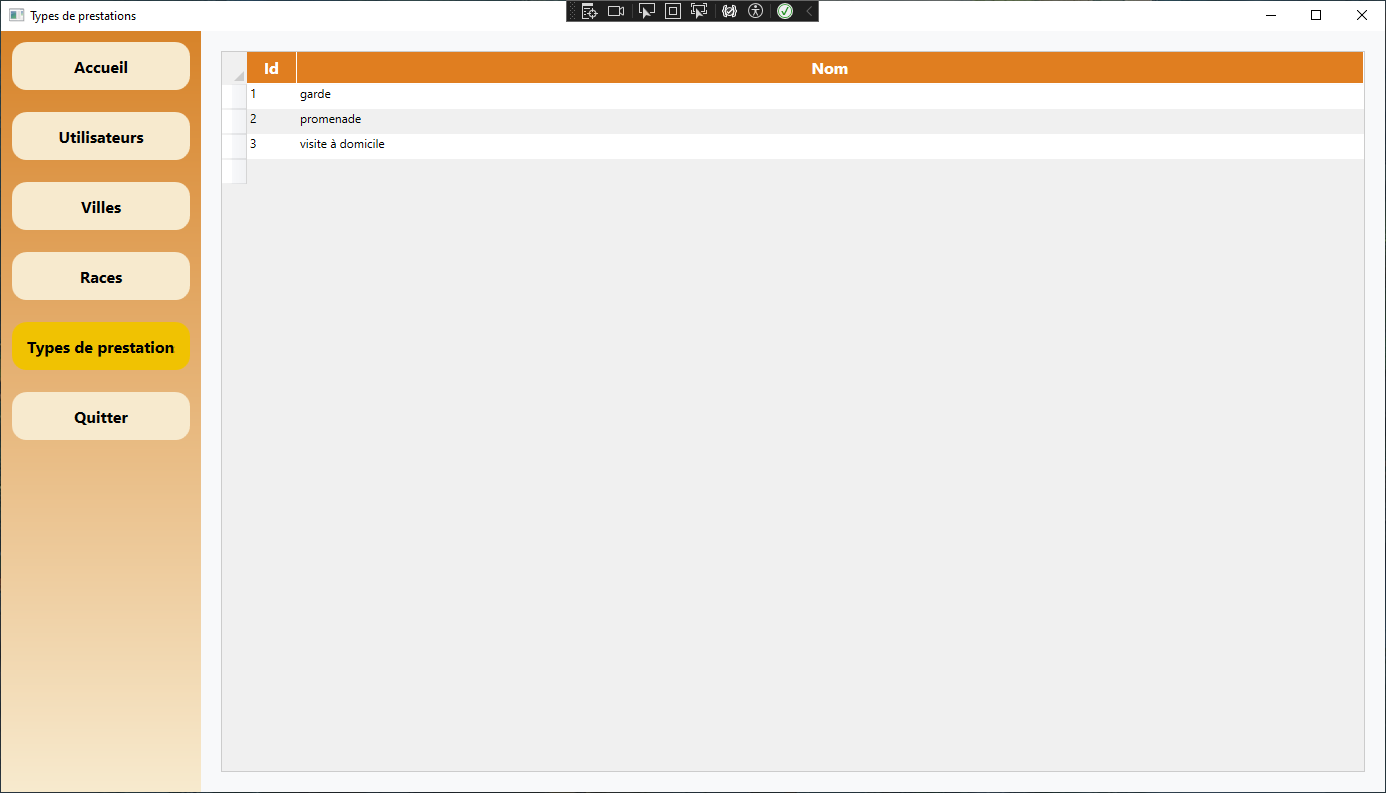 Types de prestations
Accueil
Utilisateurs
Villes
Races
Types de prestation
Quitter
Id Nom
1 garde
2 promenade
3 visite à domicile